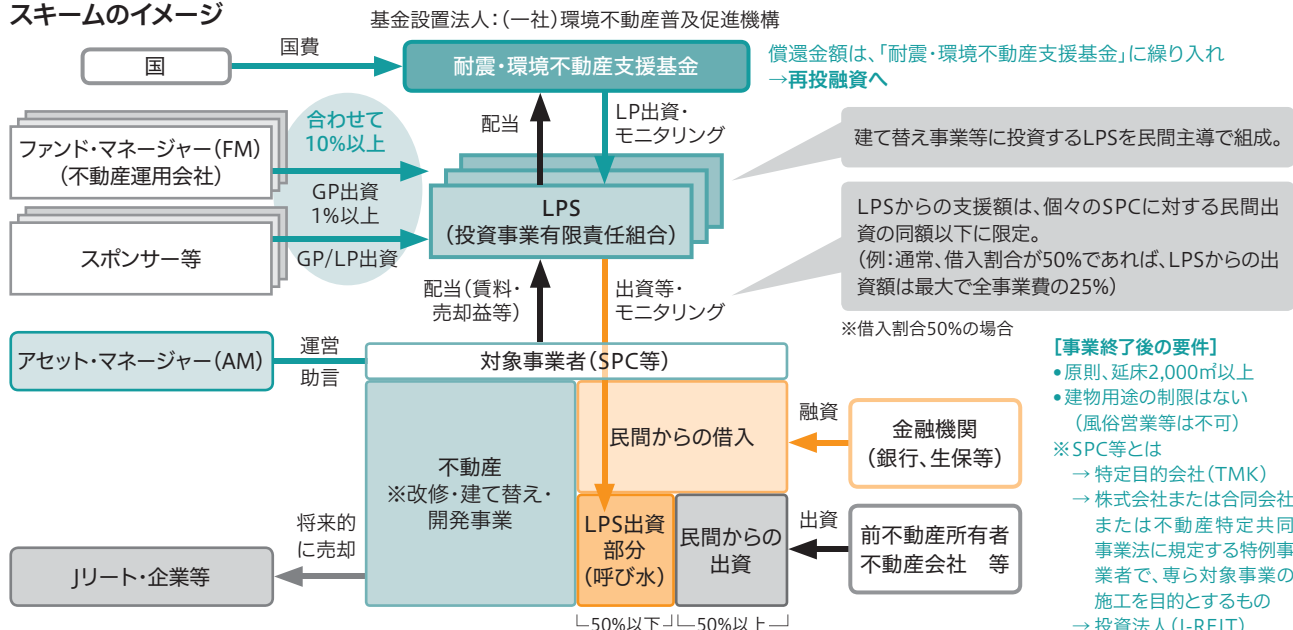 スキームのイメージ
基金設置法人：(一社)環境不動産普及促進機構
国
国費
耐震・環境不動産支援基金
償還金額は、「耐震・環境不動産支援基金」に繰り入れ
→再投融資へ
合わせて
10%以上
配当
LP出資・
モニタリング
ファンド・マネージャー(FM)
(不動産運用会社)
GP出資
1%以上
スポンサー等
GP/LP出資
LPS
(投資事業有限責任組合)
建て替え事業等に投資するLPSを民間主導で組成。
LPSからの支援額は、個々のSPCに対する民間出
資の同額以下に限定。
(例：通常、借入割合が50%であれば、LPSからの出
資額は最大で全事業費の25%)
※借入割合50%の場合
配当(賃料・
売却益等)
出資等・
モニタリング
アセット・マネージャー(AM)
運営
助言
対象事業者(SPC等)
不動産
※改修・建て替え・
開発事業
民間からの借入
融資
金融機関
(銀行、生保等)
LPS出資
部分
(呼び水)
民間からの
出資
出資
前不動産所有者
不動産会社　等
将来的
に売却
Jリート・企業等
50%以下
50%以上
[事業終了後の要件]
•原則、延床2,000㎡以上
•建物用途の制限はない
(風俗営業等は不可)
※SPC等とは
→特定目的会社(TMK)
→株式会社または合同会社
または不動産特定共同
事業法に規定する特例事
業者で、専ら対象事業の
施工を目的とするもの
→投資法人(J-REIT)